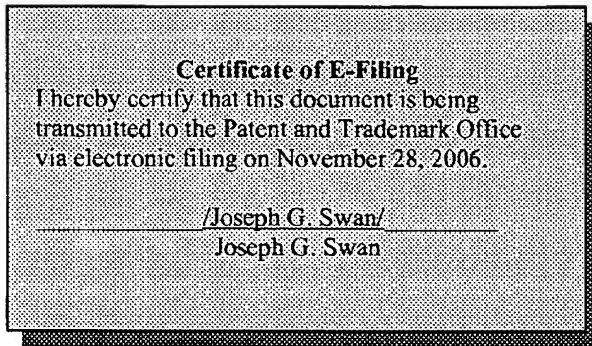 Certificate of E-Filing
I hereby certify that this document is being
transmitted to the Patent and Trademark Office
via electronic filing on November 28, 2006.
/Joseph G. Swan/
Joseph G. Swan